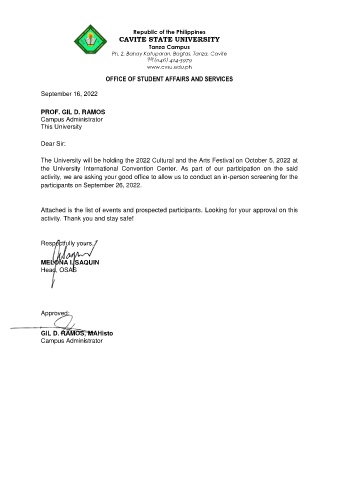 Republic of the Philippines
CAVITE STATE UNIVERSITY
Tanza Campus
Ph. 2, Bahay Katuparan, Bagtas, Tanza, Cavite
(046) 414-3979
www.cvsu.edu.ph
OFFICE OF STUDENT AFFAIRS AND SERVICES
September 16, 2022
PROF. GIL D. RAMOS
Campus Administrator
This University
Dear Sir:
The University will be holding the 2022 Cultural and the Arts Festival on October 5, 2022 at
the University International Convention Center. As part of our participation on the said
activity, we are asking your good office to allow us to conduct an in-person screening for the
participants on September 26, 2022.
Attached is the list of events and prospected participants. Looking for your approval on this
activity. Thank you and stay safe!
Respectfully yours,
MELONA I. SAQUIN
Head, OSAS
Approved:
GIL D. RAMOS, MAHisto
Campus Administrator